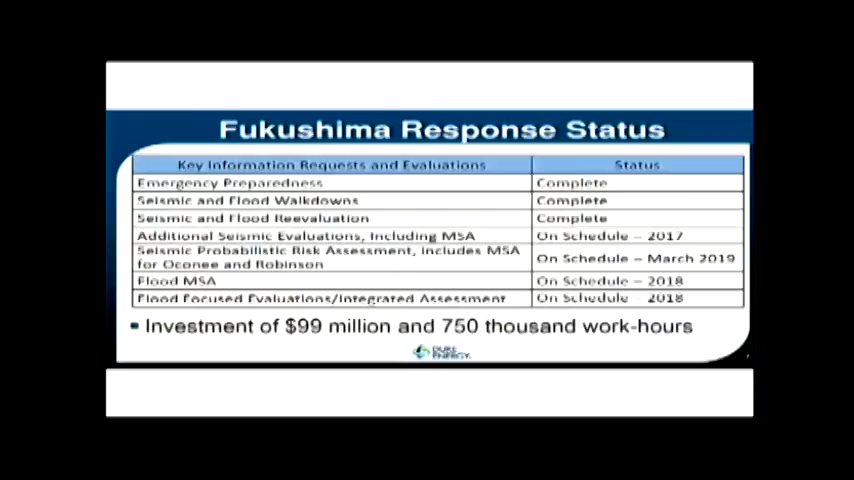 Fukushima Response Status
Key Information Requests and Evaluations Status
Emergency Preparedness Complete
Seismic and Flood Walkdowns Complete
Seismic and Flood Reevaluation Complete
Additional Seismic Evaluations, Including MSA On Schedule – 2017
Seismic Probabilistic Risk Assessment, Includes MSA
for Oconee and Robinson On Schedule – March 2019
Flood MSA On Schedule – 2018
Flood Focused Evaluations/Integrated Assessment On Schedule – 2018
Investment of $99 million and 750 thousand work-hours
DUKE
ENERGY.